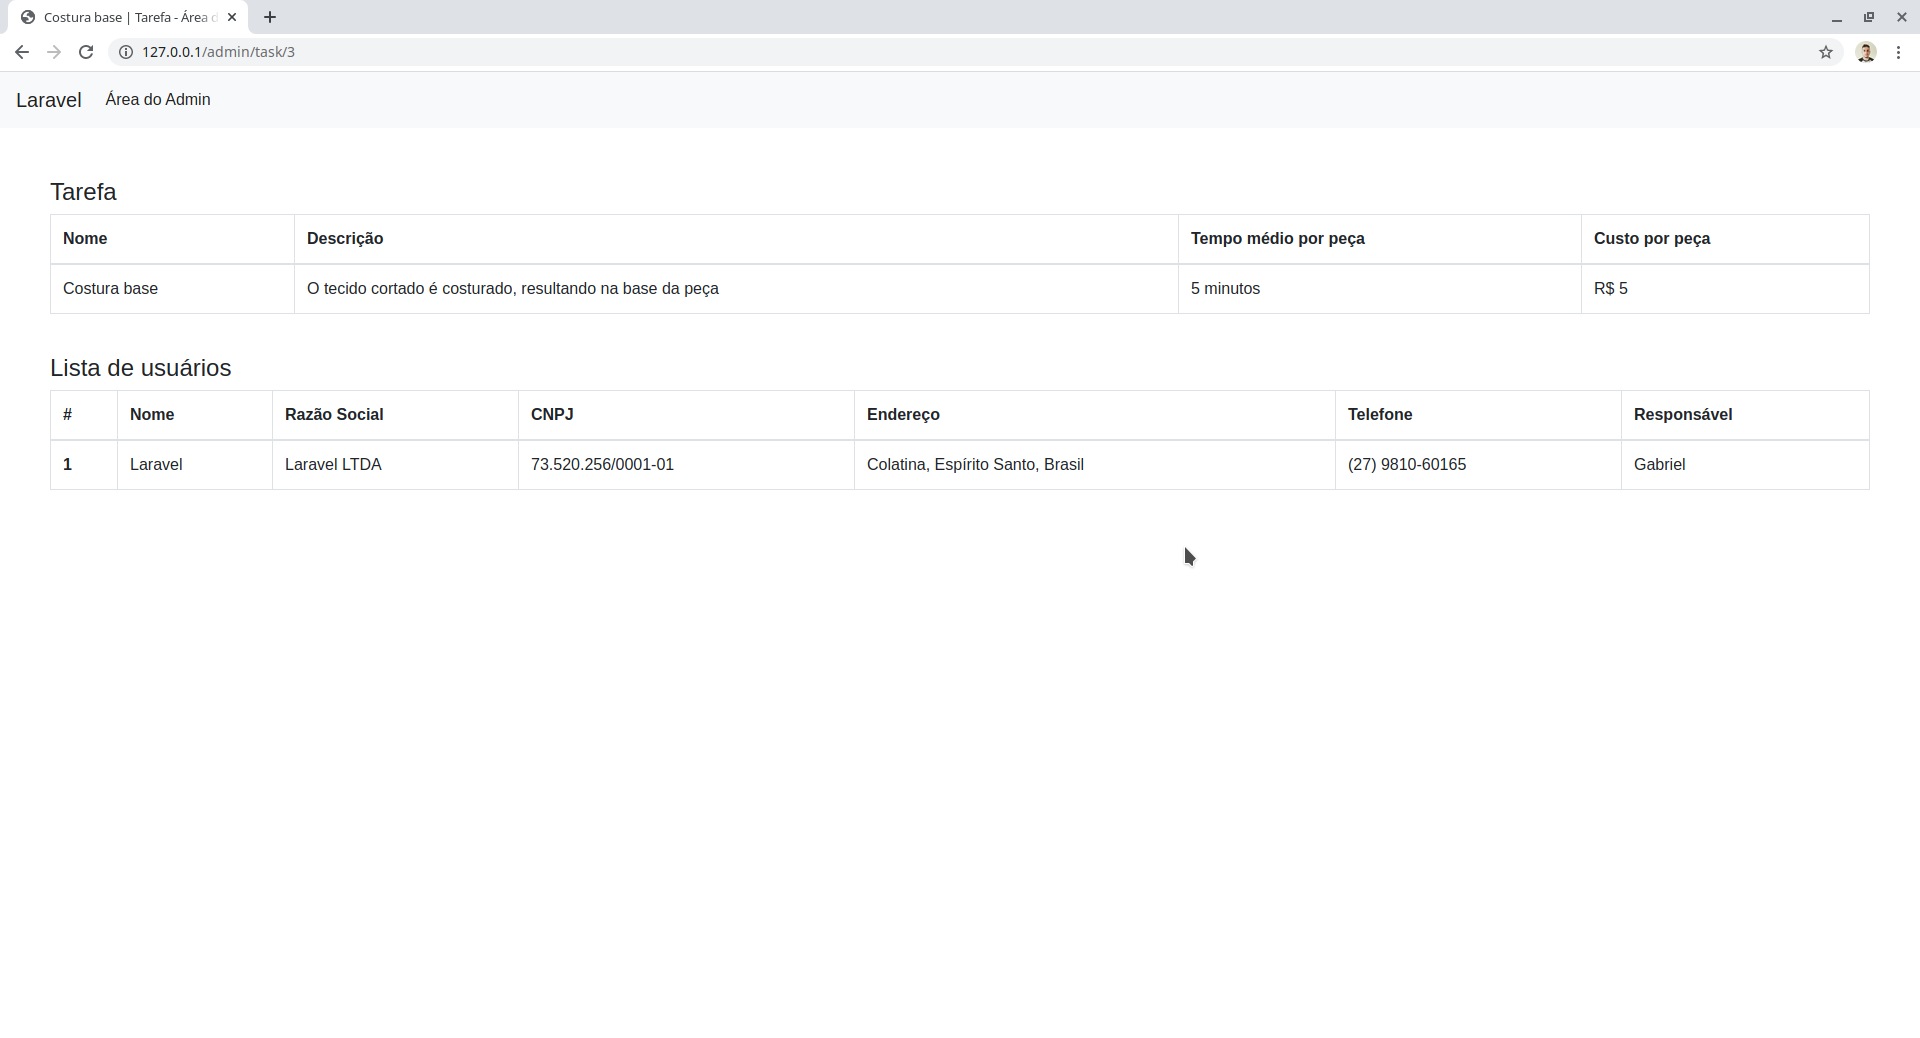 Costura base | Tarefa - Área d
127.0.0.1/admin/task/3
Laravel Área do Admin
Tarefa
Nome Descrição Tempo médio por peça Custo por peça
Costura base O tecido cortado é costurado, resultando na base da peça 5 minutos R$ 5
Lista de usuários
# Nome Razão Social CNPJ Endereço Telefone Responsável
1 Laravel Laravel LTDA 73.520.256/0001-01 Colatina, Espírito Santo, Brasil (27) 9810-60165 Gabriel